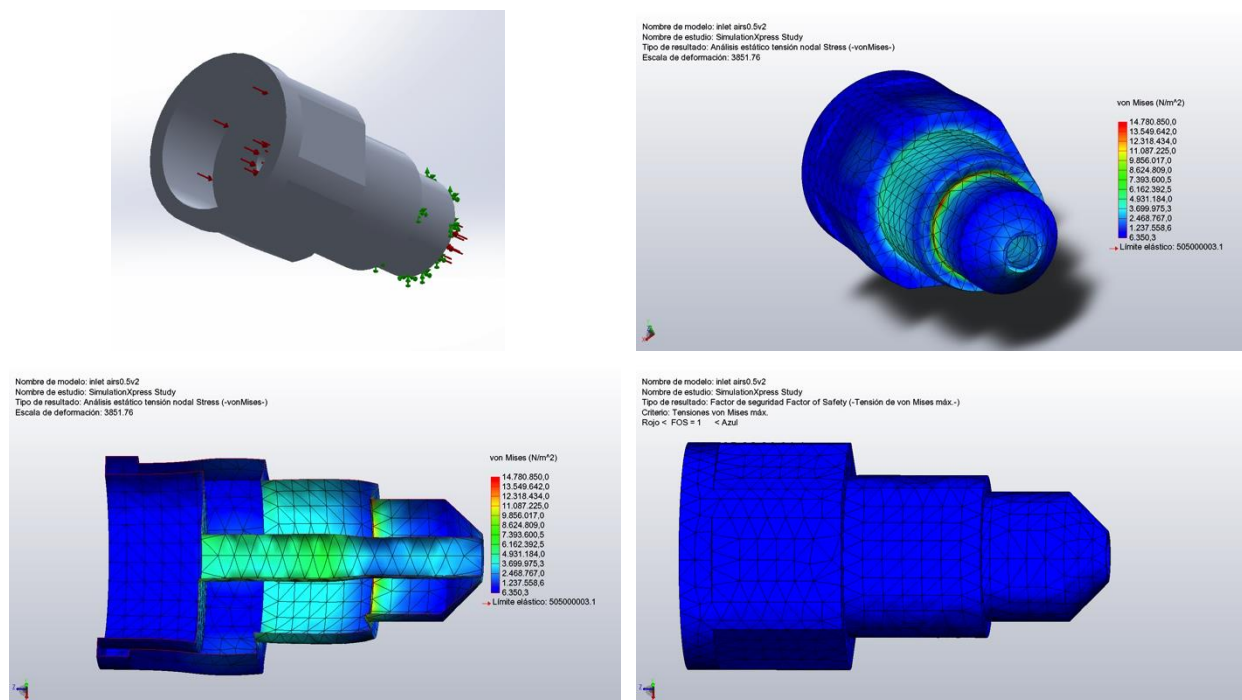 Nombre de modelo: inlet airs0.5v2
Nombre de estudio: SimulationXpress Study
Tipo de resultado: Análisis estático tensión nodal Stress (-vonMises-)
Escala de deformación: 3851.76
von Mises (N/m^2)
14.780.850,0
13.549.642,0
12.318.434,0
11.087.225,0
9.856.017,0
8.624.809,0
7.393.600,5
6.162.392,5
4.931.184,0
3.699.975,3
2.468.767,0
1.237.558,6
6.350,3
Límite elástico: 505000003.1
Nombre de modelo: inlet airs0.5v2
Nombre de estudio: SimulationXpress Study
Tipo de resultado: Análisis estático tensión nodal Stress (-vonMises-)
Escala de deformación: 3851.76
von Mises (N/m^2)
14.780.850,0
13.549.642,0
12.318.434,0
11.087.225,0
9.856.017,0
8.624.809,0
7.393.600,5
6.162.392,5
4.931.184,0
3.699.975,3
2.468.767,0
1.237.558,6
6.350,3
Límite elástico: 505000003.1
Nombre de modelo: inlet airs0.5v2
Nombre de estudio: SimulationXpress Study
Tipo de resultado: Factor de seguridad Factor of Safety (-Tensión de von Mises máx.-)
Criterio: Tensiones von Mises máx.
Rojo < FOS = 1 < Azul